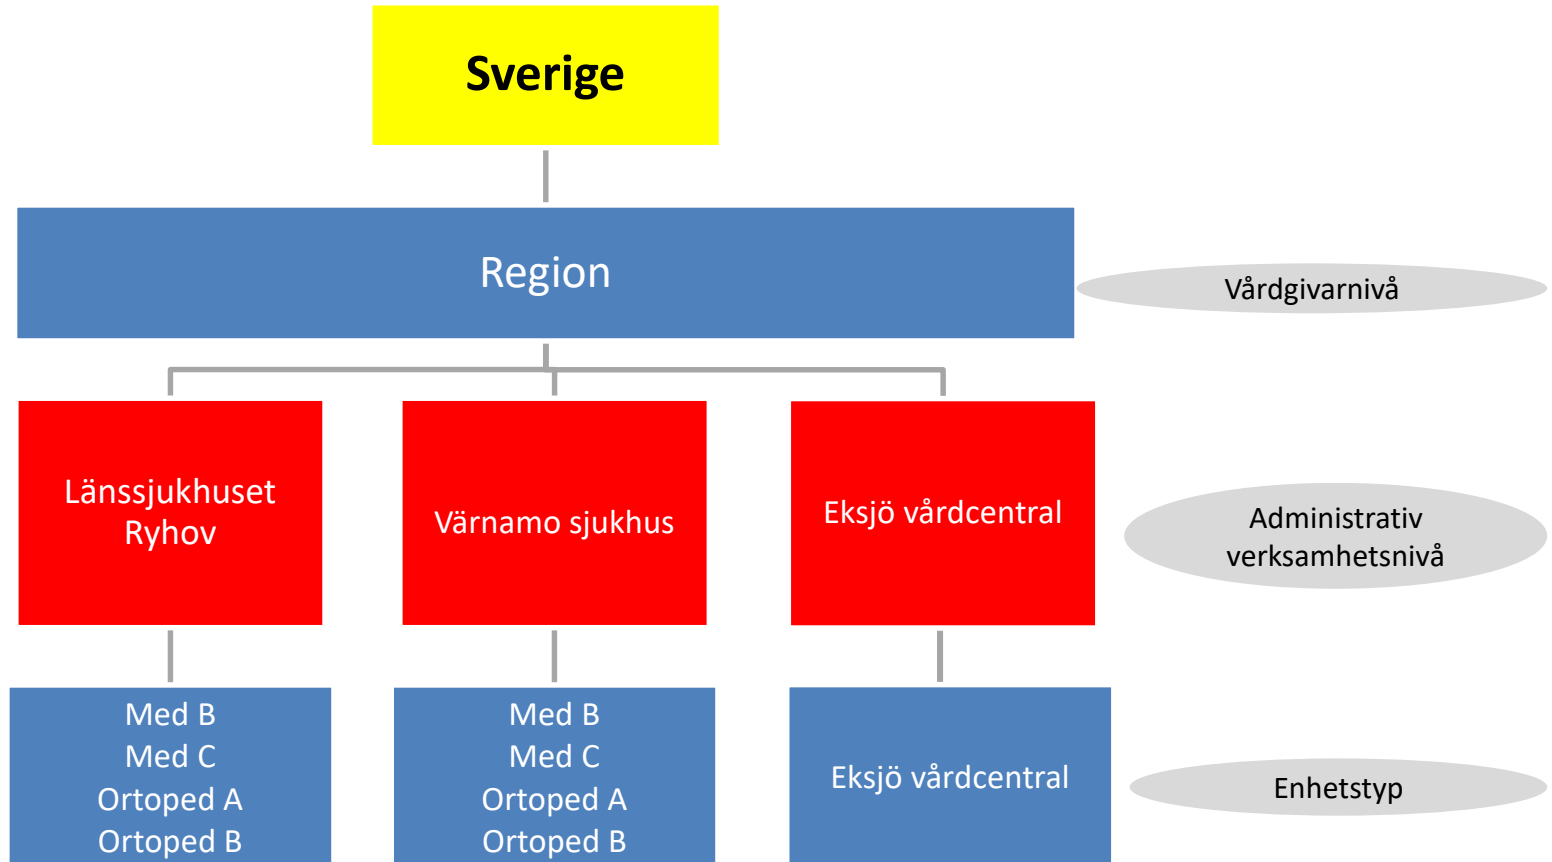 Sverige
Region
Vårdgivarnivå
Länssjukhuset
Ryhov
Värnamo sjukhus
Eksjö vårdcentral
Administrativ
verksamhetsnivå
Med B
Med C
Ortoped A
Ortoped B
Med B
Med C
Ortoped A
Ortoped B
Eksjö vårdcentral
Enhetstyp